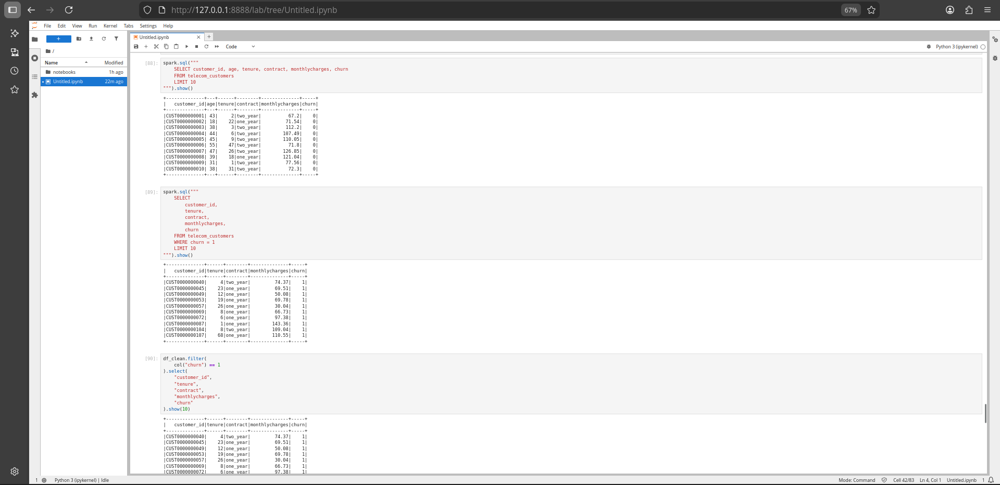 http://127.0.0.1:8888/lab/tree/Untitled.ipynb
67%
File Edit View Run Kernel Tabs Settings Help
Untitled.ipynb
/
Code
Python 3 (ipykernel)
Name Modified
notebooks 1h ago
Untitled.ipynb 22m ago
[88]:
spark.sql("""
    SELECT customer_id, age, tenure, contract, monthlycharges, churn
    FROM telecom_customers
    LIMIT 10
""").show()
+--------------+---+------+--------+--------------+-----+
|   customer_id|age|tenure|contract|monthlycharges|churn|
+--------------+---+------+--------+--------------+-----+
|CUST0000000001| 43|     2|two_year|          67.2|    0|
|CUST0000000002| 18|    22|one_year|         71.54|    0|
|CUST0000000003| 38|     3|two_year|         112.2|    0|
|CUST0000000004| 44|     6|two_year|        107.49|    0|
|CUST0000000005| 45|     9|two_year|        110.05|    0|
|CUST0000000006| 55|    47|two_year|          71.8|    0|
|CUST0000000007| 47|    26|two_year|        126.85|    0|
|CUST0000000008| 39|    18|one_year|        121.04|    0|
|CUST0000000009| 31|     1|two_year|         77.56|    0|
|CUST0000000010| 38|    31|two_year|          72.3|    0|
+--------------+---+------+--------+--------------+-----+
[89]:
spark.sql("""
    SELECT
        customer_id,
        tenure,
        contract,
        monthlycharges,
        churn
    FROM telecom_customers
    WHERE churn = 1
    LIMIT 10
""").show()
+--------------+------+--------+--------------+-----+
|   customer_id|tenure|contract|monthlycharges|churn|
+--------------+------+--------+--------------+-----+
|CUST0000000040|     4|two_year|         74.37|    1|
|CUST0000000045|    23|one_year|         69.51|    1|
|CUST0000000049|    12|one_year|         50.08|    1|
|CUST0000000053|    19|one_year|         69.78|    1|
|CUST0000000057|    26|one_year|         30.04|    1|
|CUST0000000069|     8|one_year|         66.73|    1|
|CUST0000000072|     6|one_year|         97.38|    1|
|CUST0000000087|     1|one_year|        143.36|    1|
|CUST0000000104|     8|two_year|        109.04|    1|
|CUST0000000107|    68|one_year|        110.55|    1|
+--------------+------+--------+--------------+-----+
[90]:
df_clean.filter(
    col("churn") == 1
).select(
    "customer_id",
    "tenure",
    "contract",
    "monthlycharges",
    "churn"
).show(10)
+--------------+------+--------+--------------+-----+
|   customer_id|tenure|contract|monthlycharges|churn|
+--------------+------+--------+--------------+-----+
|CUST0000000040|     4|two_year|         74.37|    1|
|CUST0000000045|    23|one_year|         69.51|    1|
|CUST0000000049|    12|one_year|         50.08|    1|
|CUST0000000053|    19|one_year|         69.78|    1|
|CUST0000000057|    26|one_year|         30.04|    1|
|CUST0000000069|     8|one_year|         66.73|    1|
|CUST0000000072|     6|one_year|         97.38|    1|
1 Python 3 (ipykernel) | Idle
Mode: Command Cell 42/83 Ln 4, Col 1 Untitled.ipynb 1